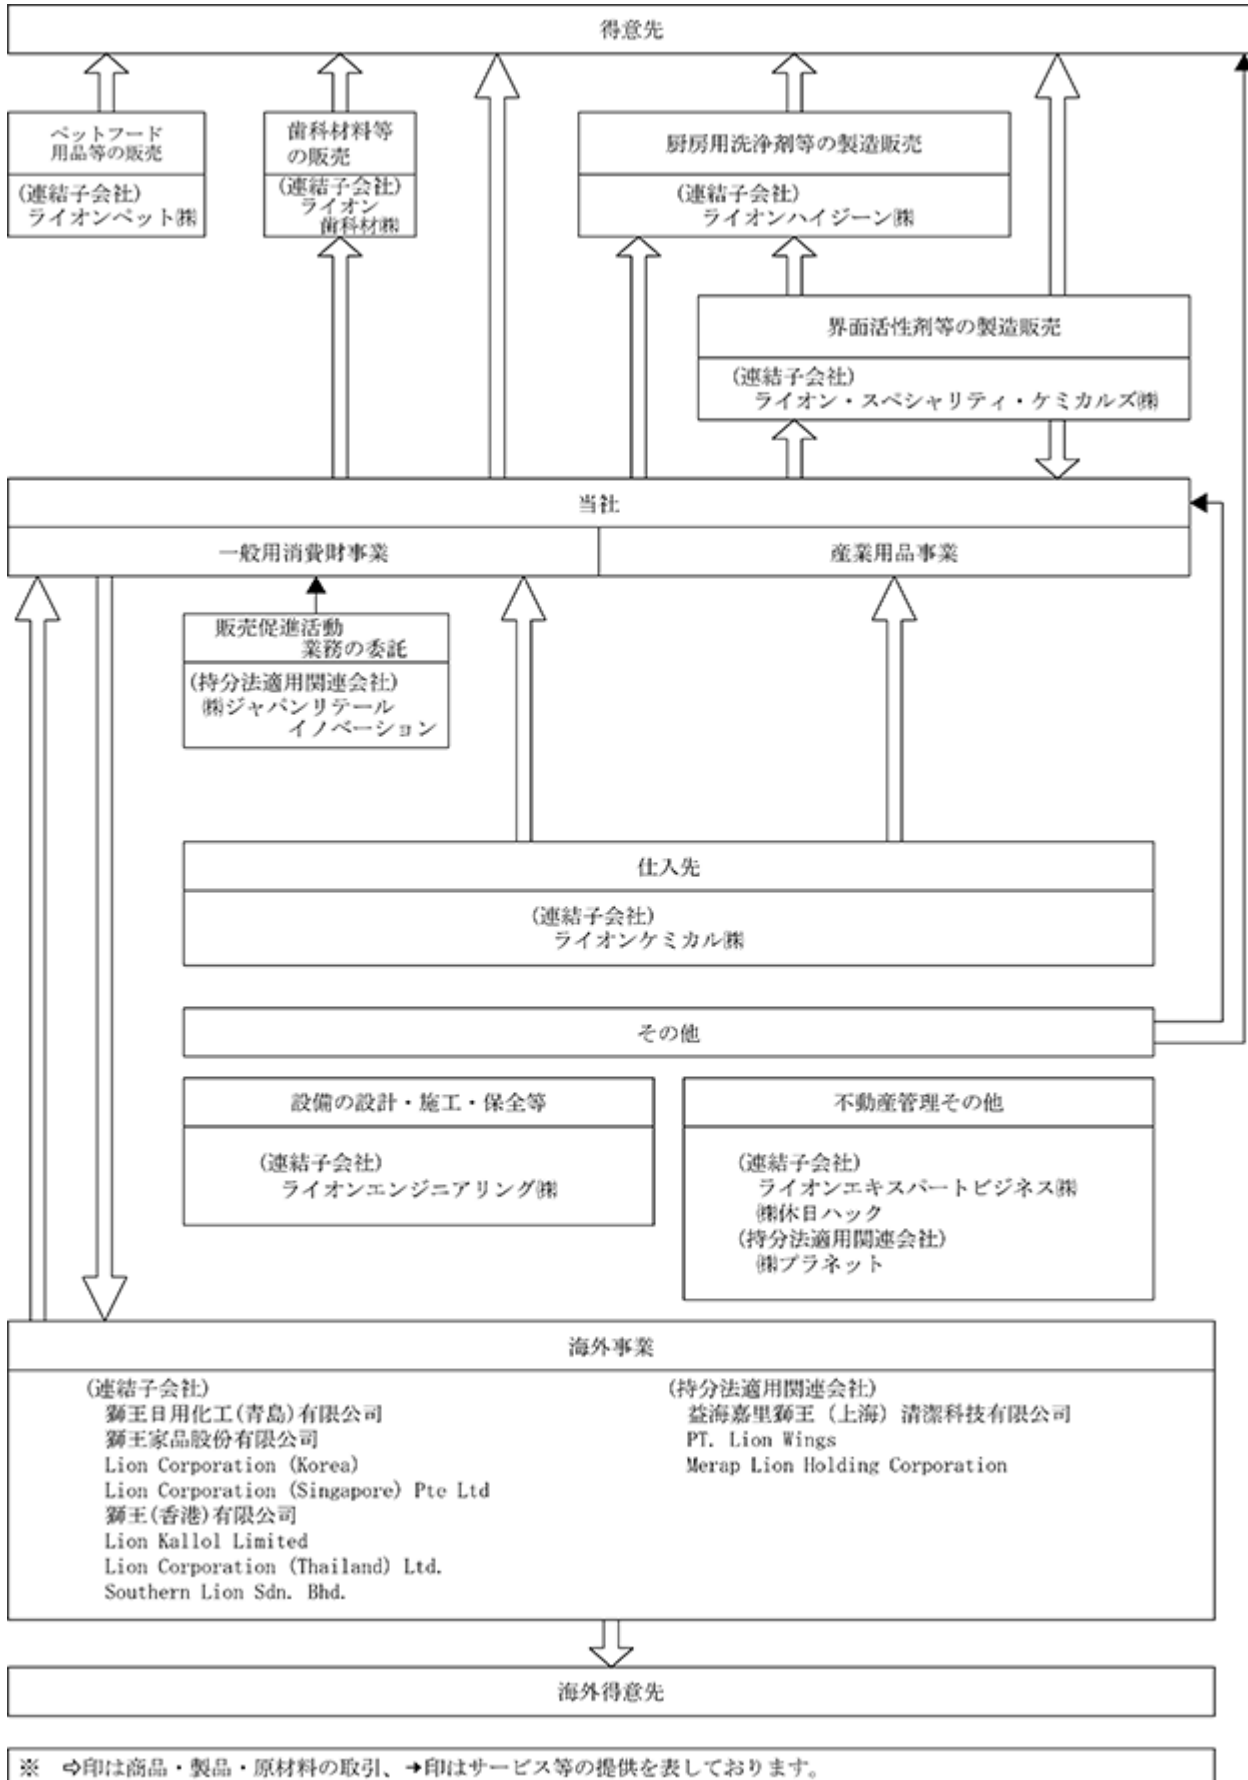 得意先
ペットフード
用品等の販売
(連結子会社)
ライオンペット㈱
歯科材料等
の販売
(連結子会社)
ライオン
歯科材㈱
厨房用洗浄剤等の製造販売
(連結子会社)
ライオンハイジーン㈱
界面活性剤等の製造販売
(連結子会社)
ライオン・スペシャリティ・ケミカルズ㈱
当社
一般用消費財事業
産業用品事業
販売促進活動
業務の委託
(持分法適用関連会社)
㈱ジャパンリテール
イノベーション
仕入先
(連結子会社)
ライオンケミカル㈱
その他
設備の設計・施工・保全等
(連結子会社)
ライオンエンジニアリング㈱
不動産管理その他
(連結子会社)
ライオンエキスパートビジネス㈱
㈱休日ハック
(持分法適用関連会社)
㈱プラネット
海外事業
(連結子会社)
獅王日用化工(青島)有限公司
獅王家品股份有限公司
Lion Corporation (Korea)
Lion Corporation (Singapore) Pte Ltd
獅王(香港)有限公司
Lion Kallol Limited
Lion Corporation (Thailand) Ltd.
Southern Lion Sdn. Bhd.
(持分法適用関連会社)
益海嘉里獅王（上海）清潔科技有限公司
PT. Lion Wings
Merap Lion Holding Corporation
海外得意先
※ ⇨印は商品・製品・原材料の取引、➔印はサービス等の提供を表しております。